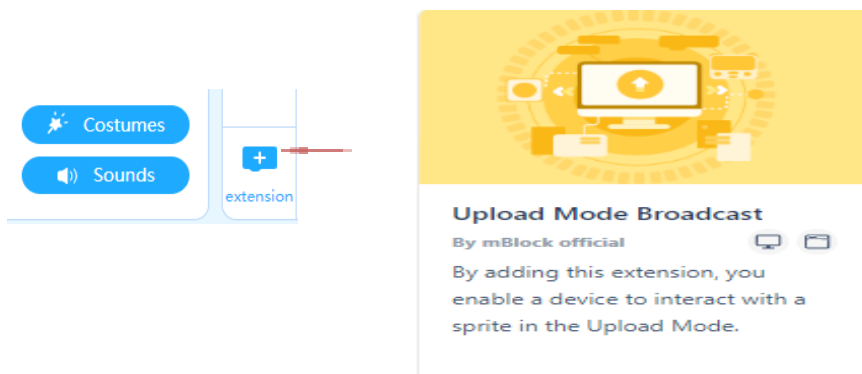 Costumes
Sounds
extension
Upload Mode Broadcast
By mBlock official
By adding this extension, you
enable a device to interact with a
sprite in the Upload Mode.